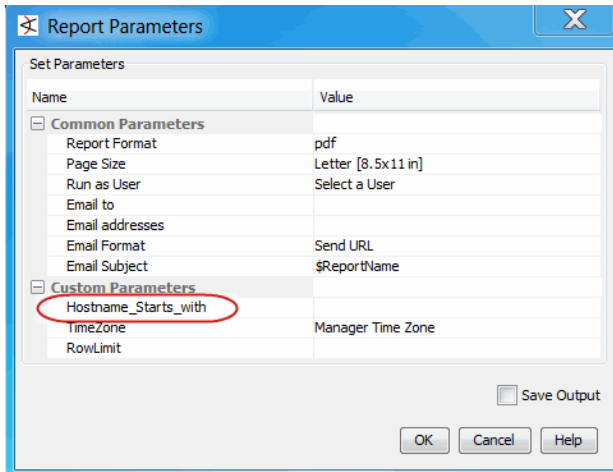 Report Parameters
Set Parameters
Name Value
Common Parameters
Report Format pdf
Page Size Letter [8.5x11 in]
Run as User Select a User
Email to
Email addresses
Email Format Send URL
Email Subject $ReportName
Custom Parameters
Hostname_Starts_with
TimeZone Manager Time Zone
RowLimit
Save Output
OK Cancel Help